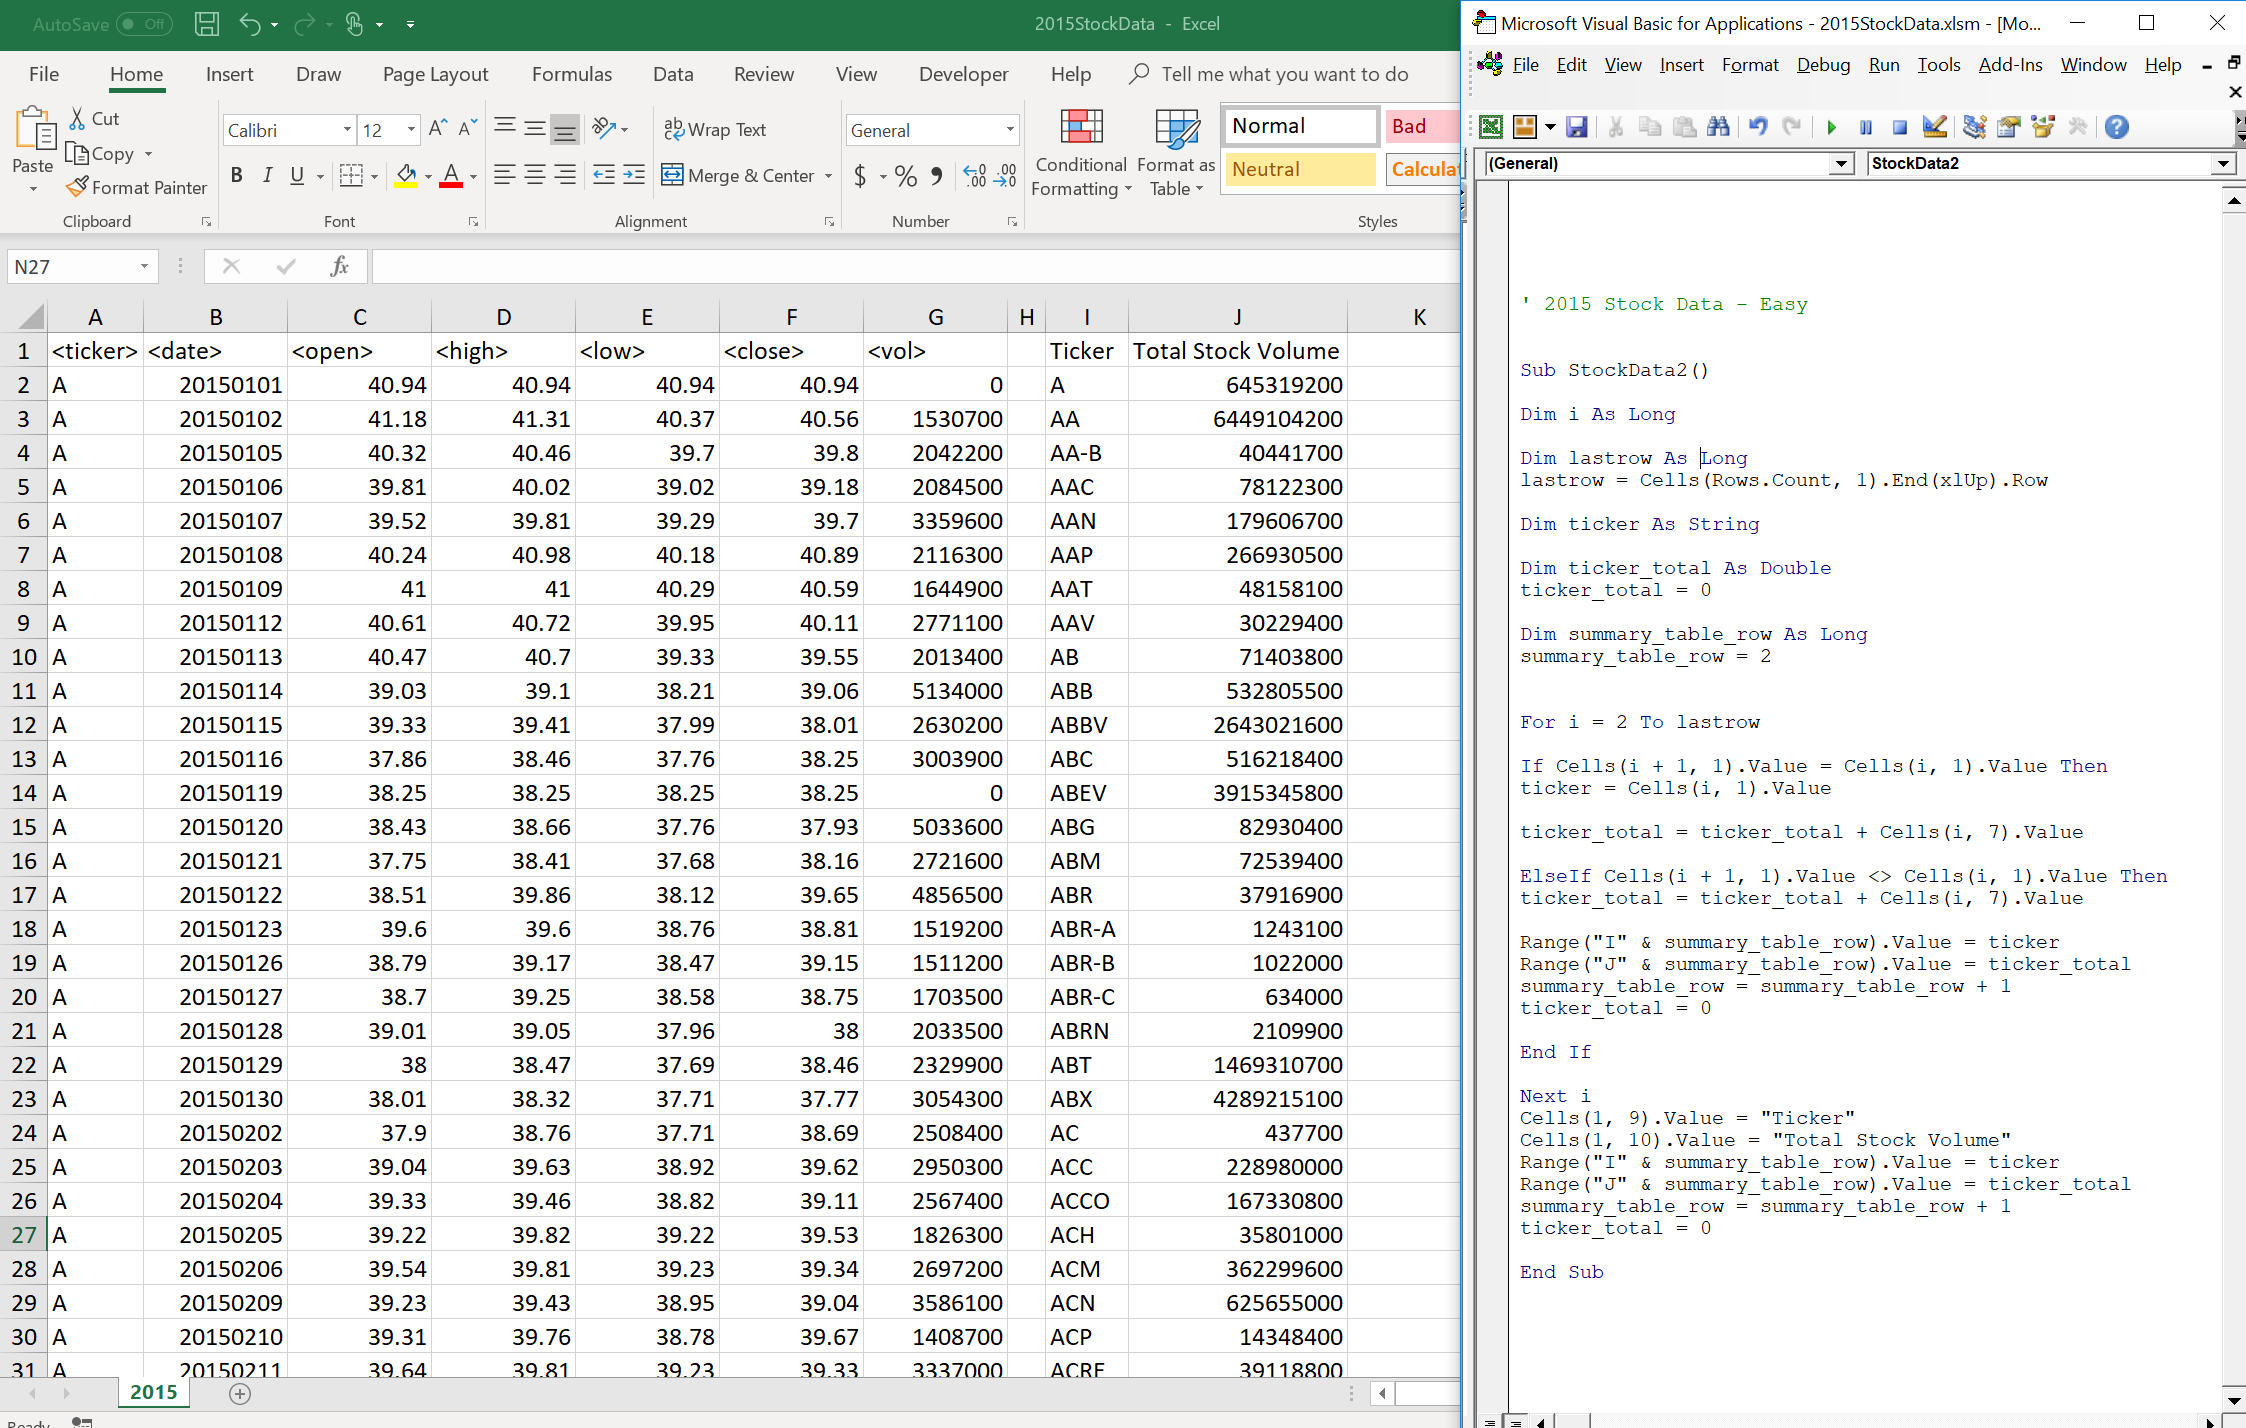 AutoSave Off
2015StockData - Excel
File Home Insert Draw Page Layout Formulas Data Review View Developer Help Tell me what you want to do
Paste
Cut
Copy
Format Painter
Clipboard
Calibri 12
B I U
Font
Wrap Text
Merge & Center
Alignment
General
$ % 9
Number
Conditional Formatting
Format as Table
Normal
Bad
Neutral
Styles
N27
fx
A B C D E F G H I J K
1 <ticker> <date> <open> <high> <low> <close> <vol> Ticker Total Stock Volume
2 A 20150101 40.94 40.94 40.94 40.94 0 A 645319200
3 A 20150102 41.18 41.31 40.37 40.56 1530700 AA 6449104200
4 A 20150105 40.32 40.46 39.7 39.8 2042200 AA-B 40441700
5 A 20150106 39.81 40.02 39.02 39.18 2084500 AAC 78122300
6 A 20150107 39.52 39.81 39.29 39.7 3359600 AAN 179606700
7 A 20150108 40.24 40.98 40.18 40.89 2116300 AAP 266930500
8 A 20150109 41 41 40.29 40.59 1644900 AAT 48158100
9 A 20150112 40.61 40.72 39.95 40.11 2771100 AAV 30229400
10 A 20150113 40.47 40.7 39.33 39.55 2013400 AB 71403800
11 A 20150114 39.03 39.1 38.21 39.06 5134000 ABB 532805500
12 A 20150115 39.33 39.41 37.99 38.01 2630200 ABBV 2643021600
13 A 20150116 37.86 38.46 37.76 38.25 3003900 ABC 516218400
14 A 20150119 38.25 38.25 38.25 38.25 0 ABEV 3915345800
15 A 20150120 38.43 38.66 37.76 37.93 5033600 ABG 82930400
16 A 20150121 37.75 38.41 37.68 38.16 2721600 ABM 72539400
17 A 20150122 38.51 39.86 38.12 39.65 4856500 ABR 37916900
18 A 20150123 39.6 39.6 38.76 38.81 1519200 ABR-A 1243100
19 A 20150126 38.79 39.17 38.47 39.15 1511200 ABR-B 1022000
20 A 20150127 38.7 39.25 38.58 38.75 1703500 ABR-C 634000
21 A 20150128 39.01 39.05 37.96 38 2033500 ABRN 2109900
22 A 20150129 38 38.47 37.69 38.46 2329900 ABT 1469310700
23 A 20150130 38.01 38.32 37.71 37.77 3054300 ABX 4289215100
24 A 20150202 37.9 38.76 37.71 38.69 2508400 AC 437700
25 A 20150203 39.04 39.63 38.92 39.62 2950300 ACC 228980000
26 A 20150204 39.33 39.46 38.82 39.11 2567400 ACCO 167330800
27 A 20150205 39.22 39.82 39.22 39.53 1826300 ACH 35801000
28 A 20150206 39.54 39.81 39.23 39.34 2697200 ACM 362299600
29 A 20150209 39.23 39.43 38.95 39.04 3586100 ACN 625655000
30 A 20150210 39.31 39.76 38.78 39.67 1408700 ACP 14348400
31 A 20150211 39.64 39.81 39.23 39.33 3337000 ACRE 39118800
2015
Ready
Microsoft Visual Basic for Applications - 2015StockData.xlsm - [Mo...
File Edit View Insert Format Debug Run Tools Add-Ins Window Help
(General) StockData2
' 2015 Stock Data - Easy
Sub StockData2()
Dim i As Long
Dim lastrow As Long
lastrow = Cells(Rows.Count, 1).End(xlUp).Row
Dim ticker As String
Dim ticker_total As Double
ticker_total = 0
Dim summary_table_row As Long
summary_table_row = 2
For i = 2 To lastrow
If Cells(i + 1, 1).Value = Cells(i, 1).Value Then
ticker = Cells(i, 1).Value
ticker_total = ticker_total + Cells(i, 7).Value
ElseIf Cells(i + 1, 1).Value <> Cells(i, 1).Value Then
ticker_total = ticker_total + Cells(i, 7).Value
Range("I" & summary_table_row).Value = ticker
Range("J" & summary_table_row).Value = ticker_total
summary_table_row = summary_table_row + 1
ticker_total = 0
End If
Next i
Cells(1, 9).Value = "Ticker"
Cells(1, 10).Value = "Total Stock Volume"
Range("I" & summary_table_row).Value = ticker
Range("J" & summary_table_row).Value = ticker_total
summary_table_row = summary_table_row + 1
ticker_total = 0
End Sub